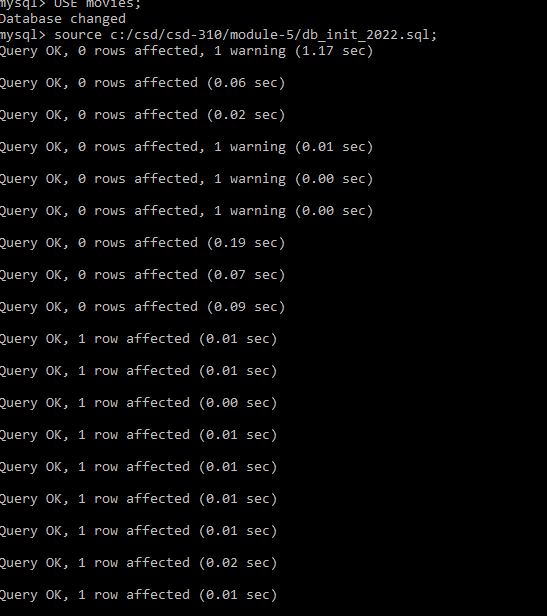 mysql> USE movies;
Database changed
mysql> source c:/csd/csd-310/module-5/db_init_2022.sql;
Query OK, 0 rows affected, 1 warning (1.17 sec)
Query OK, 0 rows affected (0.06 sec)
Query OK, 0 rows affected (0.02 sec)
Query OK, 0 rows affected, 1 warning (0.01 sec)
Query OK, 0 rows affected, 1 warning (0.00 sec)
Query OK, 0 rows affected, 1 warning (0.00 sec)
Query OK, 0 rows affected (0.19 sec)
Query OK, 0 rows affected (0.07 sec)
Query OK, 0 rows affected (0.09 sec)
Query OK, 1 row affected (0.01 sec)
Query OK, 1 row affected (0.01 sec)
Query OK, 1 row affected (0.00 sec)
Query OK, 1 row affected (0.01 sec)
Query OK, 1 row affected (0.01 sec)
Query OK, 1 row affected (0.01 sec)
Query OK, 1 row affected (0.01 sec)
Query OK, 1 row affected (0.02 sec)
Query OK, 1 row affected (0.01 sec)